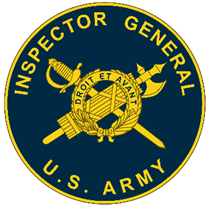 INSPECTOR GENERAL
DROIT ET AVANT
U.S. ARMY